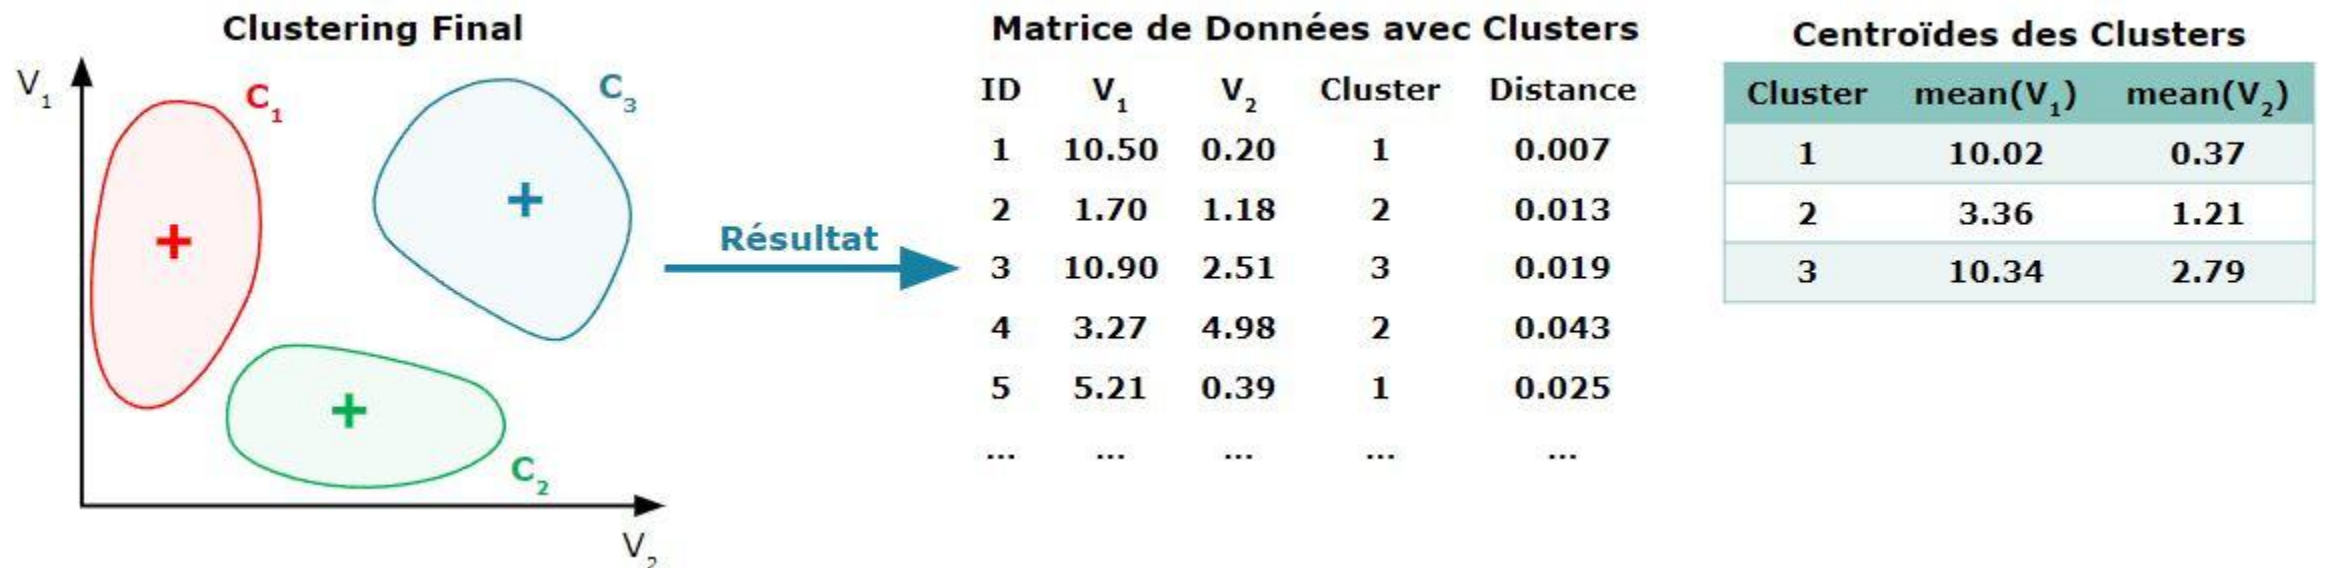 Clustering Final
V1
C1
C3
C2
V2
Résultat
Matrice de Données avec Clusters
ID V1 V2 Cluster Distance
1 10.50 0.20 1 0.007
2 1.70 1.18 2 0.013
3 10.90 2.51 3 0.019
4 3.27 4.98 2 0.043
5 5.21 0.39 1 0.025
... ... ... ... ...
Centroïdes des Clusters
Cluster mean(V1) mean(V2)
1 10.02 0.37
2 3.36 1.21
3 10.34 2.79